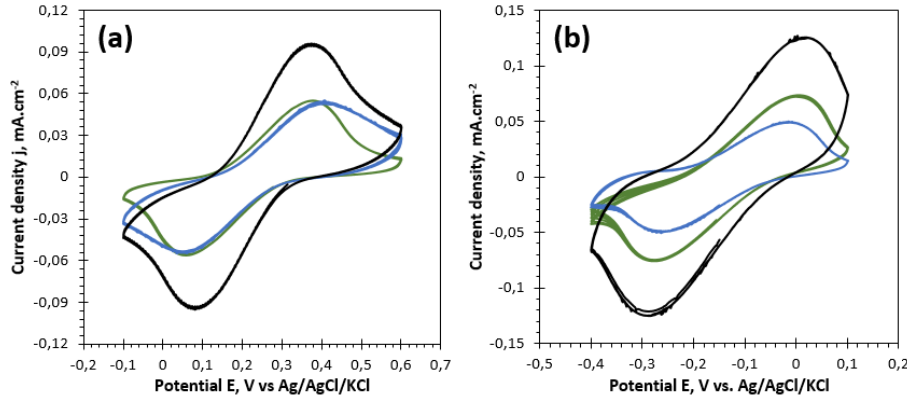 (a)
0,12
0,09
0,06
0,03
0
-0,03
-0,06
-0,09
-0,12
Current density j, mA.cm-2
-0,2 -0,1 0 0,1 0,2 0,3 0,4 0,5 0,6 0,7
Potential E, V vs Ag/AgCl/KCl
(b)
0,15
0,1
0,05
0
-0,05
-0,1
-0,15
Current density, mA.cm-2
-0,5 -0,4 -0,3 -0,2 -0,1 0 0,1 0,2
Potential E, V vs. Ag/AgCl/KCl